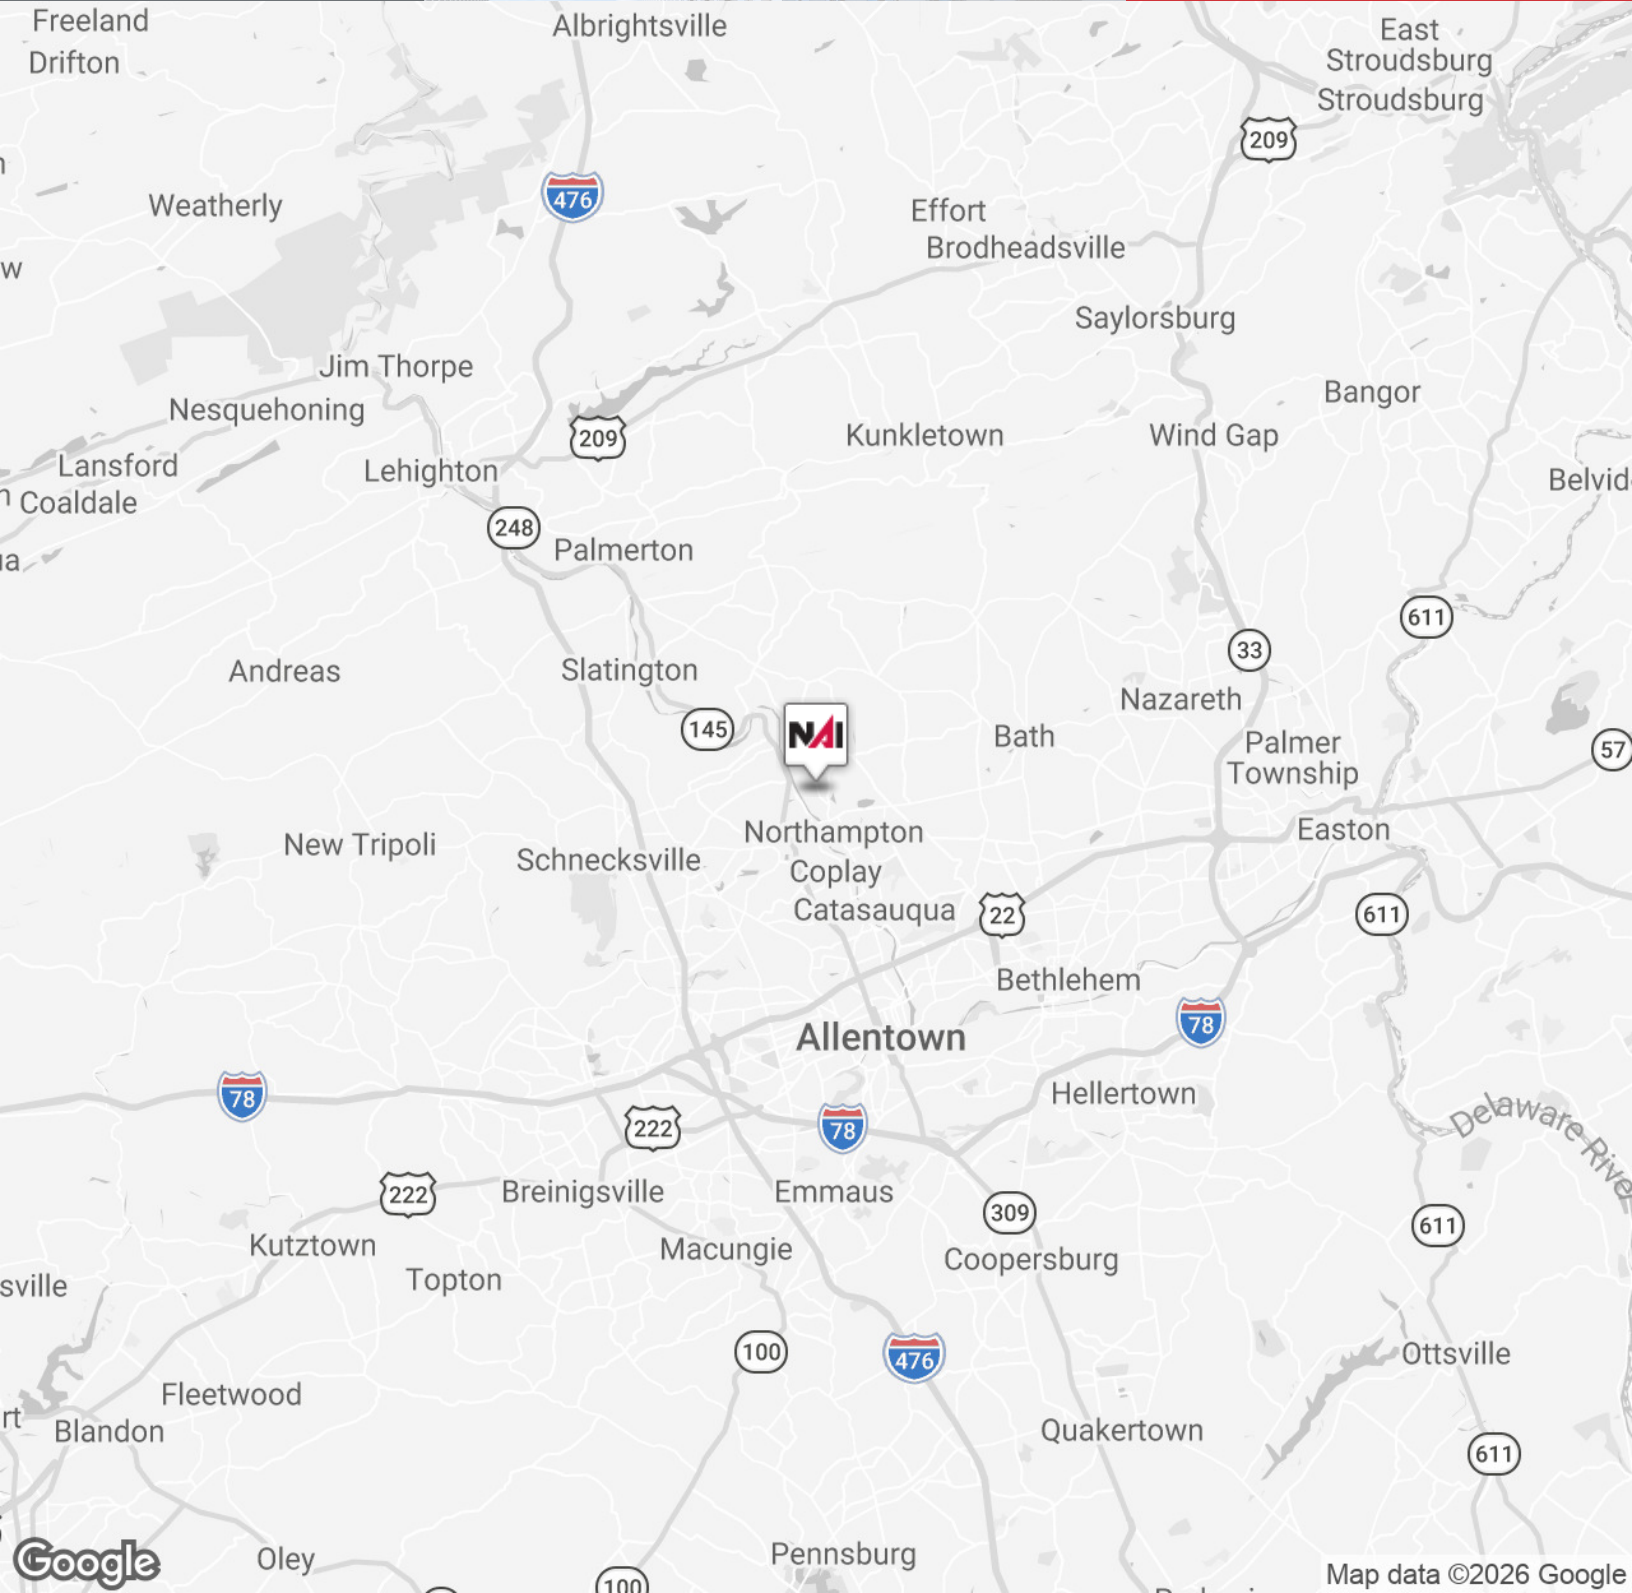 Freeland
Albrightsville
East
Stroudsburg
Drifton
Stroudsburg
209
476
Weatherly
Effort
Brodheadsville
w
Saylorsburg
Jim Thorpe
Bangor
Nesquehoning
209
Kunkletown
Wind Gap
Lansford
Lehighton
Belvid
Coaldale
248
Palmerton
611
33
Andreas
Slatington
Nazareth
145
NAI
Bath
Palmer
Township
57
Northampton
Easton
New Tripoli
Schnecksville
Coplay
Catasauqua
22
611
Bethlehem
78
Allentown
78
Hellertown
Delaware River
222
78
222
Breinigsville
Emmaus
309
611
Kutztown
Macungie
Coopersburg
Topton
sville
100
476
Ottsville
Fleetwood
rt
Blandon
Quakertown
611
Google
Oley
Pennsburg
100
Map data ©2026 Google